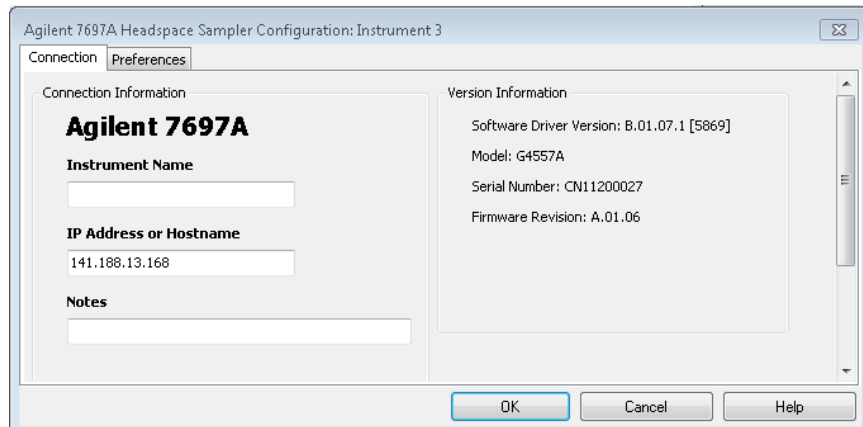 Agilent 7697A Headspace Sampler Configuration: Instrument 3
Connection
Preferences
Connection Information
Agilent 7697A
Instrument Name
IP Address or Hostname
141.188.13.168
Notes
Version Information
Software Driver Version: B.01.07.1 [5869]
Model: G4557A
Serial Number: CN11200027
Firmware Revision: A.01.06
OK
Cancel
Help